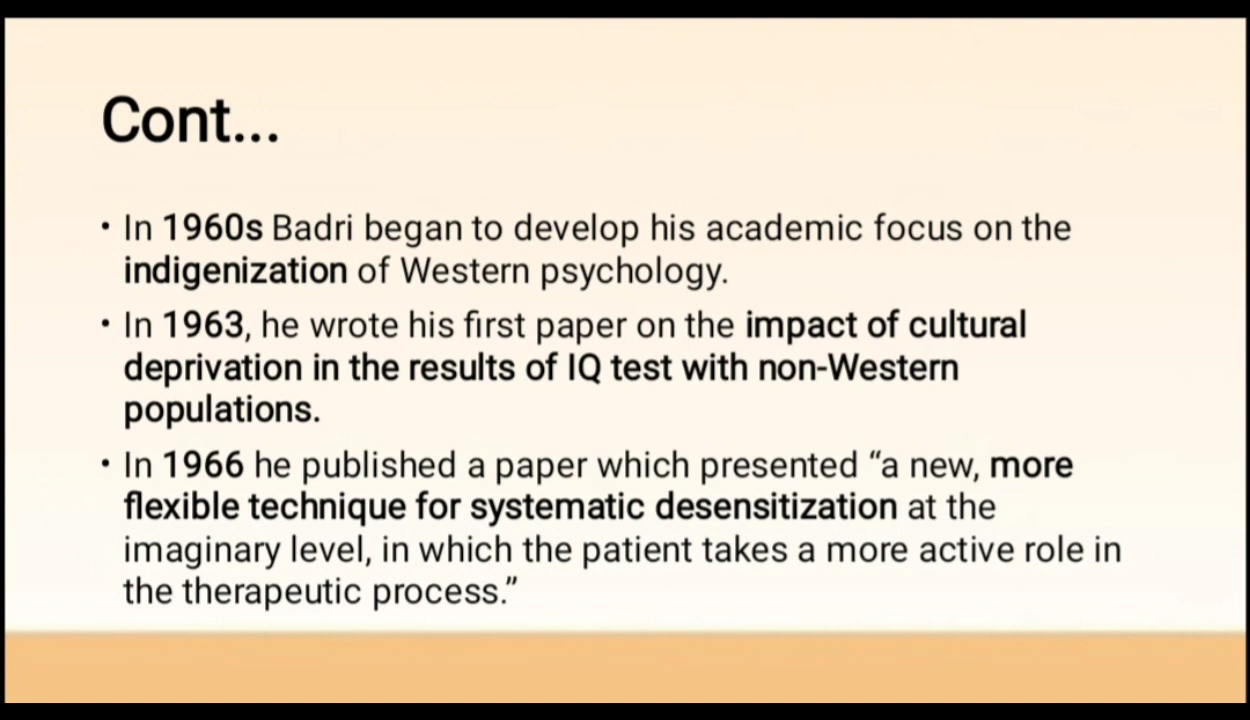 Cont...
• In 1960s Badri began to develop his academic focus on the
indigenization of Western psychology.
• In 1963, he wrote his first paper on the impact of cultural
deprivation in the results of IQ test with non-Western
populations.
• In 1966 he published a paper which presented “a new, more
flexible technique for systematic desensitization at the
imaginary level, in which the patient takes a more active role in
the therapeutic process.”